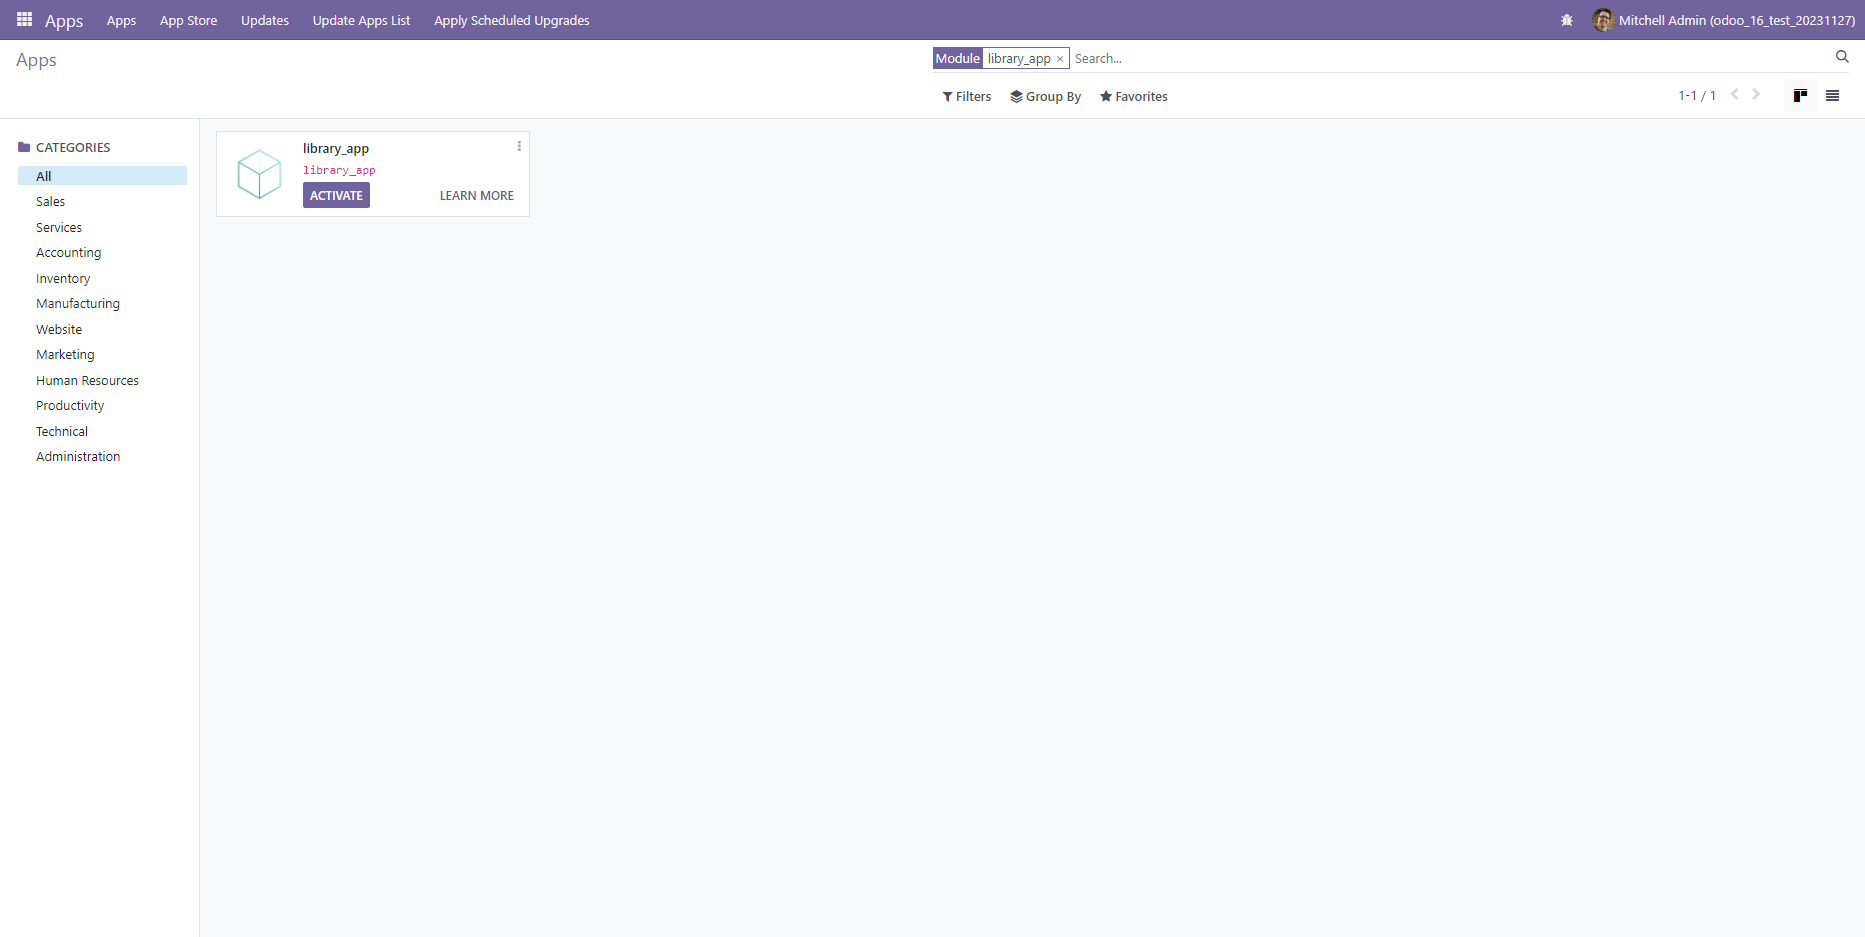 Apps Apps App Store Updates Update Apps List Apply Scheduled Upgrades Mitchell Admin (odoo_16_test_20231127)
Apps
Module library_app × Search...
Filters Group By Favorites 1-1 / 1
CATEGORIES
All
Sales
Services
Accounting
Inventory
Manufacturing
Website
Marketing
Human Resources
Productivity
Technical
Administration
library_app
library_app
ACTIVATE LEARN MORE